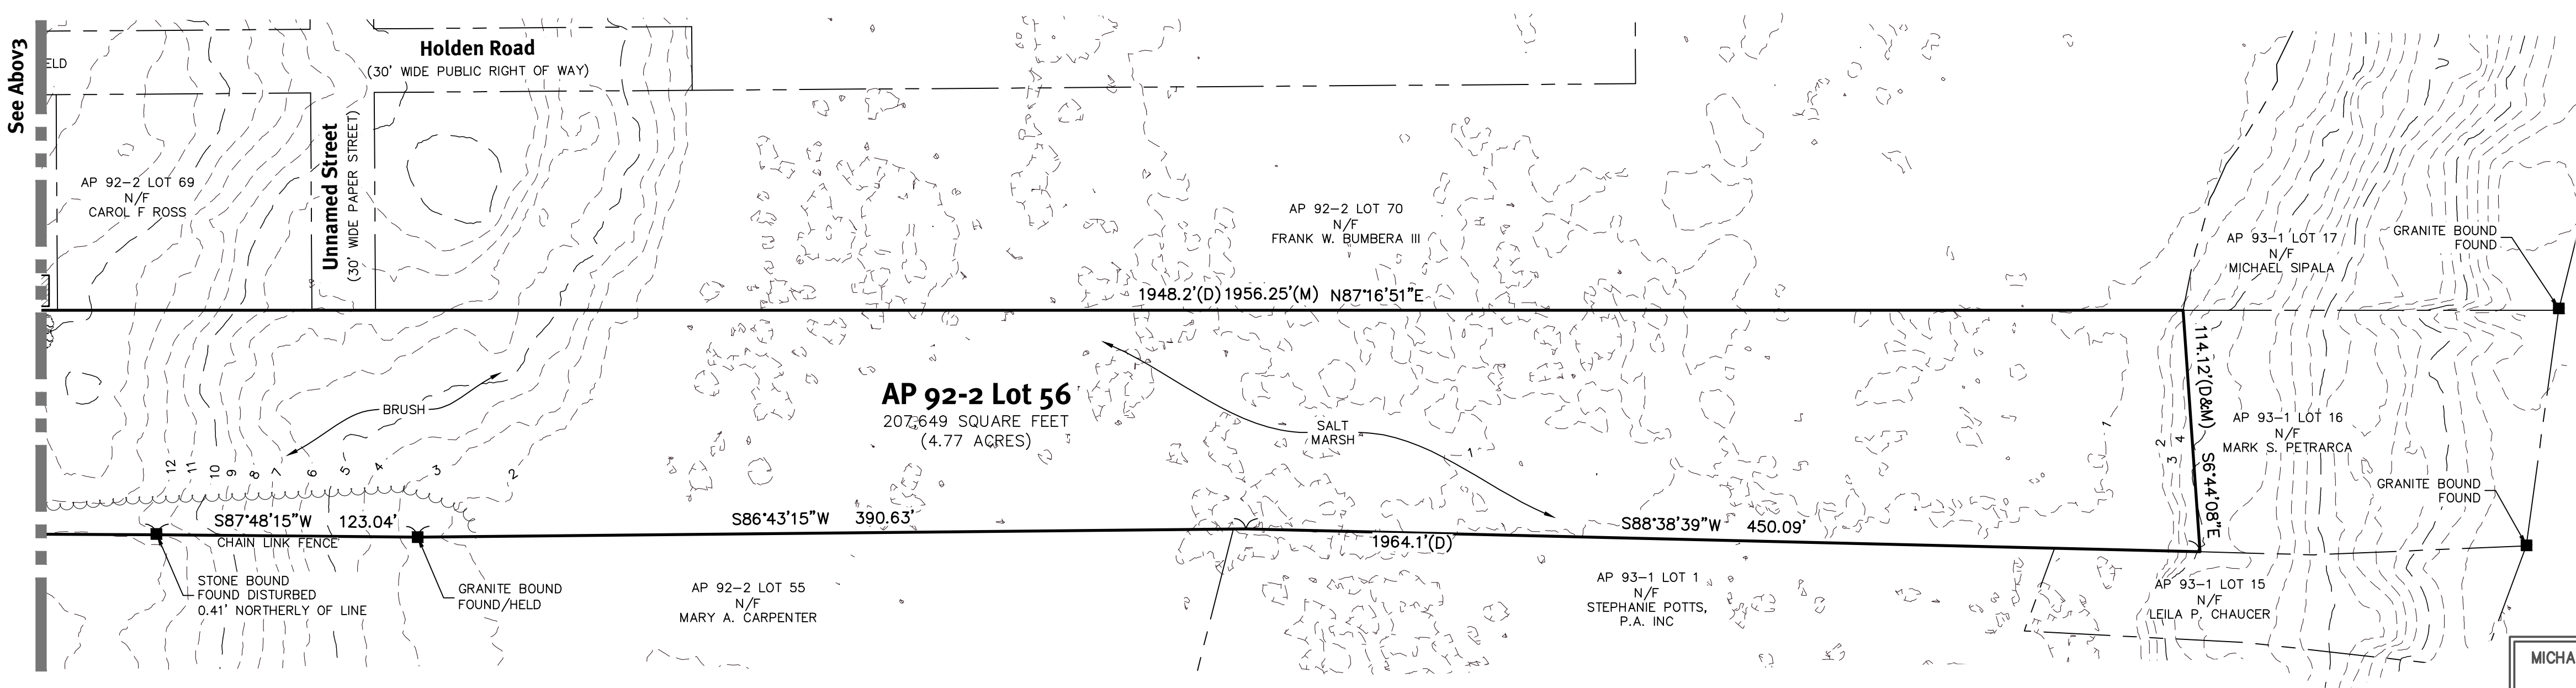 See Abov3
ELD
Holden Road
(30' WIDE PUBLIC RIGHT OF WAY)
Unnamed Street
(30' WIDE PAPER STREET)
AP 92-2 LOT 69
N/F
CAROL F ROSS
AP 92-2 LOT 70
N/F
FRANK W. BUMBERA III
AP 93-1 LOT 17
N/F
MICHAEL SIPALA
GRANITE BOUND
FOUND
1948.2'(D) 1956.25'(M) N87°16'51"E
114.12'(D&M) S6°44'08"E
BRUSH
AP 92-2 Lot 56
207,649 SQUARE FEET
(4.77 ACRES)
SALT
MARSH
AP 93-1 LOT 16
N/F
MARK S. PETRARCA
GRANITE BOUND
FOUND
12 11 10 9 8 7 6 5 4 3 2
1
1
2
3 4
S87°48'15"W 123.04'
CHAIN LINK FENCE
S86°43'15"W 390.63'
S88°38'39"W 450.09'
1964.1'(D)
STONE BOUND
FOUND DISTURBED
0.41' NORTHERLY OF LINE
GRANITE BOUND
FOUND/HELD
AP 92-2 LOT 55
N/F
MARY A. CARPENTER
AP 93-1 LOT 1
N/F
STEPHANIE POTTS,
P.A. INC
AP 93-1 LOT 15
N/F
LEILA P. CHAUCER
MICHA